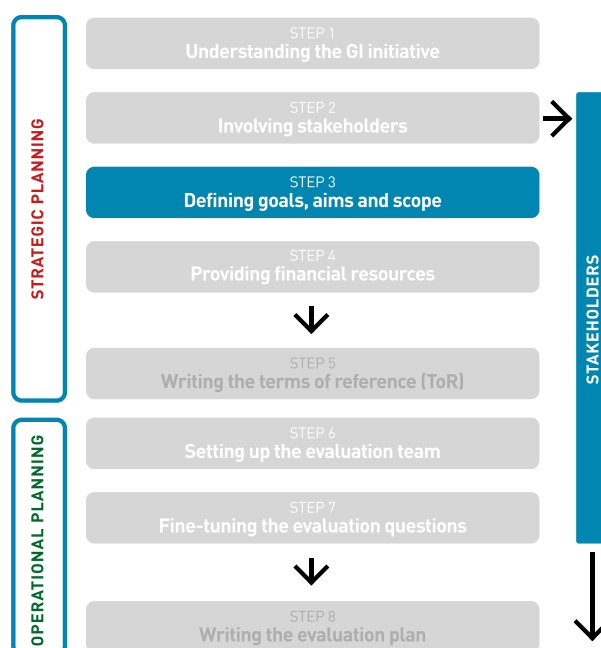 STRATEGIC PLANNING
STEP 1
Understanding the GI initiative
STEP 2
Involving stakeholders
STEP 3
Defining goals, aims and scope
STEP 4
Providing financial resources
STEP 5
Writing the terms of reference (ToR)
STAKEHOLDERS
OPERATIONAL PLANNING
STEP 6
Setting up the evaluation team
STEP 7
Fine-tuning the evaluation questions
STEP 8
Writing the evaluation plan